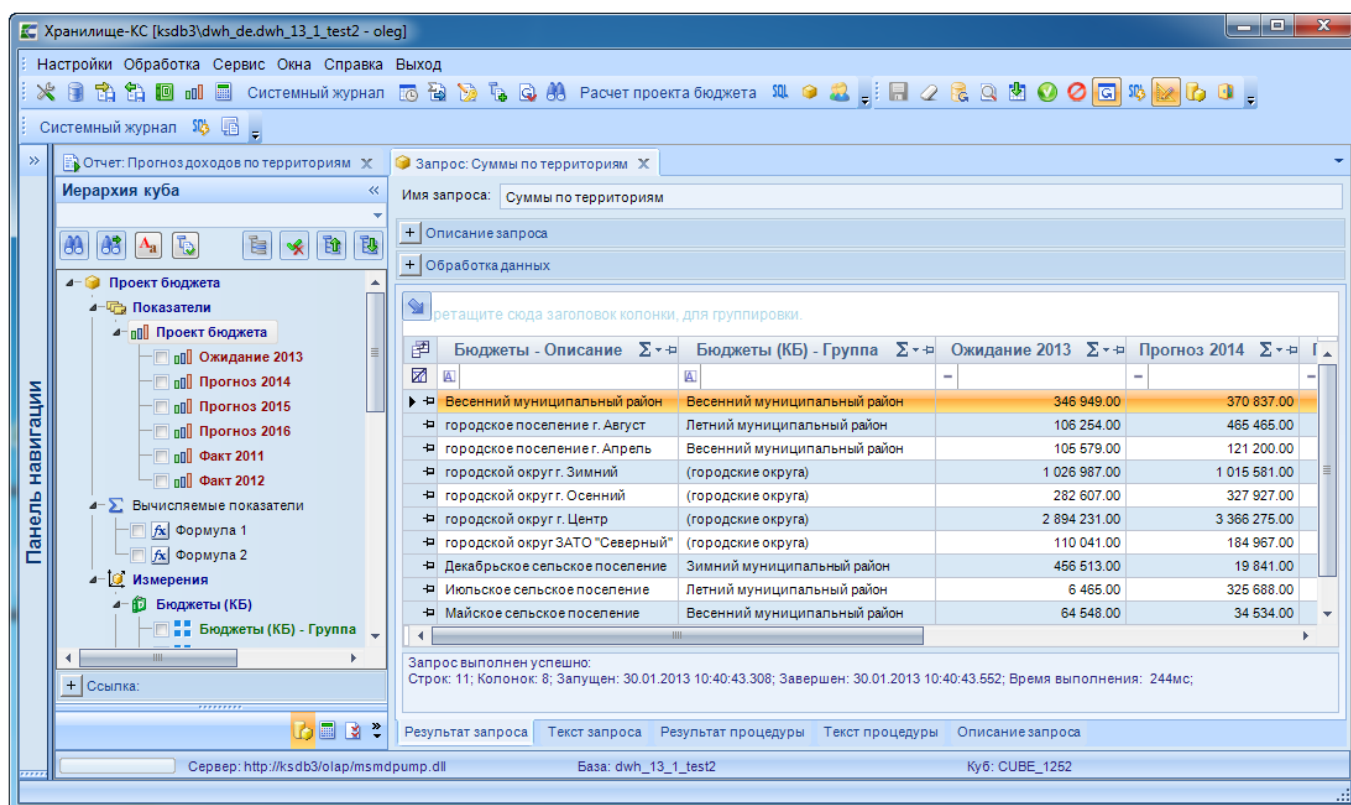 Хранилище-КС [ksdb3\dwh_de.dwh_13_1_test2 - oleg]
Настройки Обработка Сервис Окна Справка Выход
Системный журнал Расчет проекта бюджета SQL
Системный журнал
Отчет: Прогноз доходов по территориям Запрос: Суммы по территориям
Панель навигации
Иерархия куба
Имя запроса: Суммы по территориям
Описание запроса
Обработка данных
Проект бюджета
Показатели
Проект бюджета
Ожидание 2013
Прогноз 2014
Прогноз 2015
Прогноз 2016
Факт 2011
Факт 2012
Вычисляемые показатели
fx Формула 1
fx Формула 2
Измерения
Бюджеты (КБ)
Бюджеты (КБ) - Группа
Ссылка:
ретащите сюда заголовок колонки, для группировки.
Бюджеты - Описание Σ Бюджеты (КБ) - Группа Σ Ожидание 2013 Σ Прогноз 2014 Σ
Весенний муниципальный район Весенний муниципальный район 346 949.00 370 837.00
городское поселение г. Август Летний муниципальный район 106 254.00 465 465.00
городское поселение г. Апрель Весенний муниципальный район 105 579.00 121 200.00
городской округ г. Зимний (городские округа) 1 026 987.00 1 015 581.00
городской округ г. Осенний (городские округа) 282 607.00 327 927.00
городской округ г. Центр (городские округа) 2 894 231.00 3 366 275.00
городской округ ЗАТО "Северный" (городские округа) 110 041.00 184 967.00
Декабрьское сельское поселение Зимний муниципальный район 456 513.00 19 841.00
Июльское сельское поселение Летний муниципальный район 6 465.00 325 688.00
Майское сельское поселение Весенний муниципальный район 64 548.00 34 534.00
Запрос выполнен успешно:
Строк: 11; Колонок: 8; Запущен: 30.01.2013 10:40:43.308; Завершен: 30.01.2013 10:40:43.552; Время выполнения: 244мс;
Результат запроса Текст запроса Результат процедуры Текст процедуры Описание запроса
Сервер: http://ksdb3/olap/msmdpump.dll База: dwh_13_1_test2 Куб: CUBE_1252